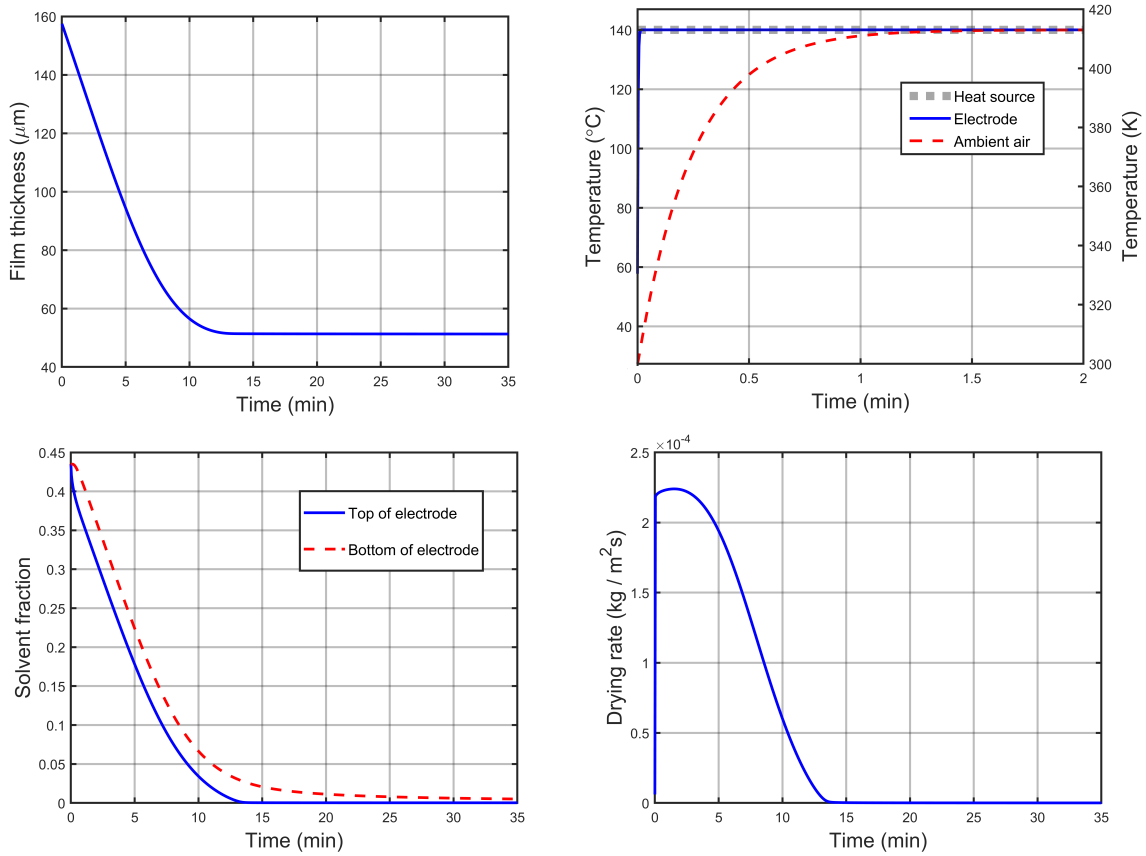 160
140
120
100
80
60
40
Film thickness (μm)
0 5 10 15 20 25 30 35
Time (min)
140
120
100
80
60
40
Temperature (°C)
420
403
383
360
343
320
300
Temperature (K)
Heat source
Electrode
Ambient air
0 0.5 1 1.5 2
Time (min)
0.45
0.4
0.35
0.3
0.25
0.2
0.15
0.1
0.05
0
Solvent fraction
Top of electrode
Bottom of electrode
0 5 10 15 20 25 30 35
Time (min)
×10⁻⁴
2.5
2
1.5
1
0.5
0
Drying rate (kg / m²s)
0 5 10 15 20 25 30 35
Time (min)